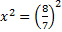 x² = (8/7)²